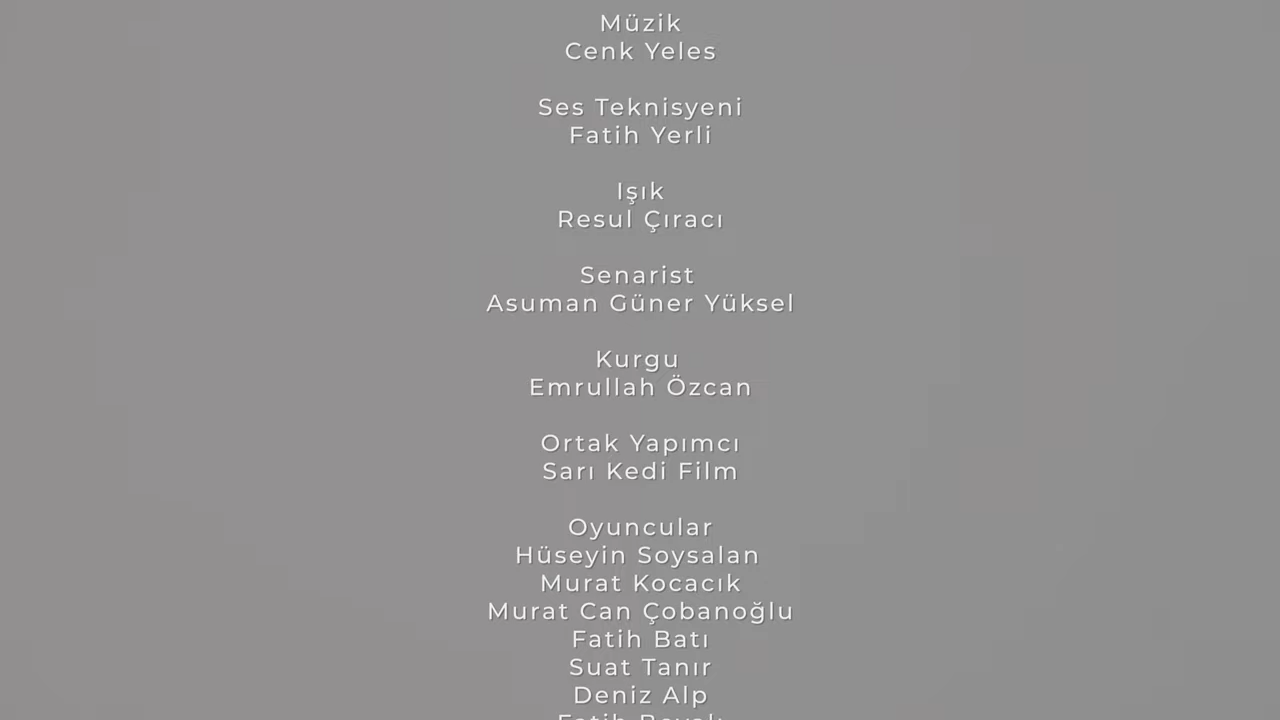 Müzik
Cenk Yeles
Ses Teknisyeni
Fatih Yerli
Işık
Resul Çıracı
Senarist
Asuman Güner Yüksel
Kurgu
Emrullah Özcan
Ortak Yapımcı
Sarı Kedi Film
Oyuncular
Hüseyin Soysalan
Murat Kocacık
Murat Can Çobanoğlu
Fatih Batı
Suat Tanır
Deniz Alp
Fatih